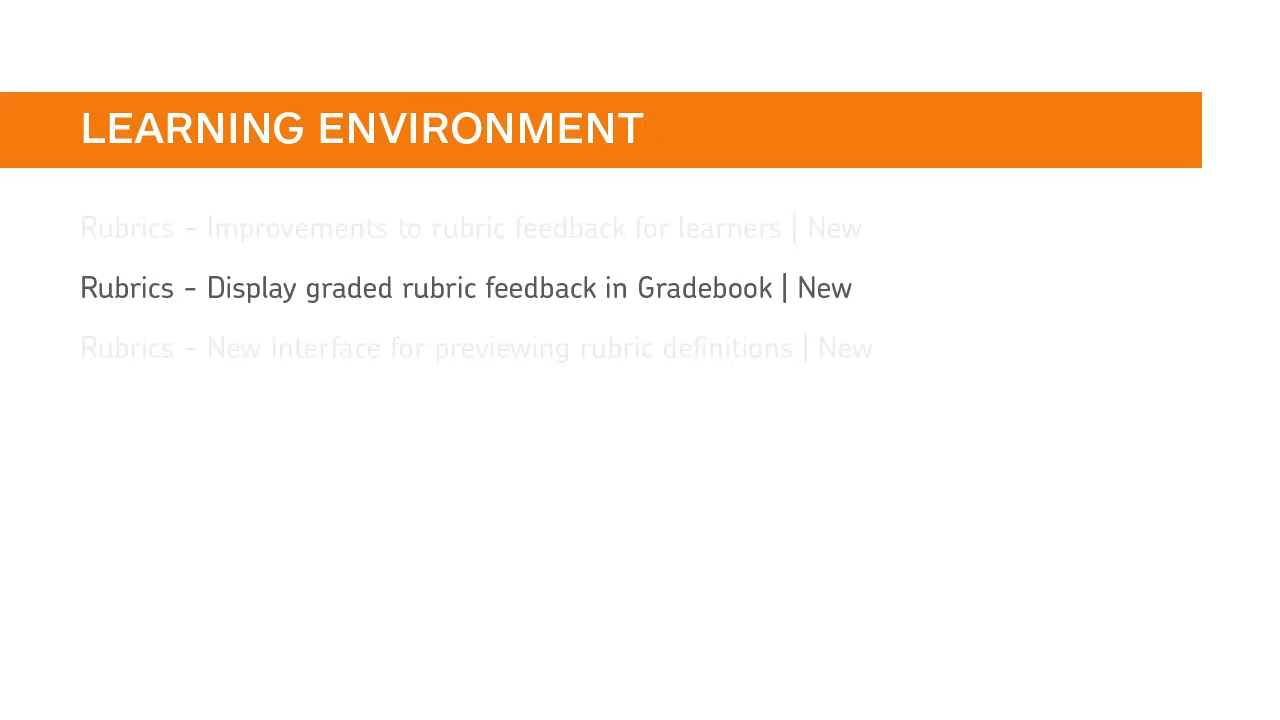 LEARNING ENVIRONMENT
Rubrics - Improvements to rubric feedback for learners | New
Rubrics - Display graded rubric feedback in Gradebook | New
Rubrics - New interface for previewing rubric definitions | New